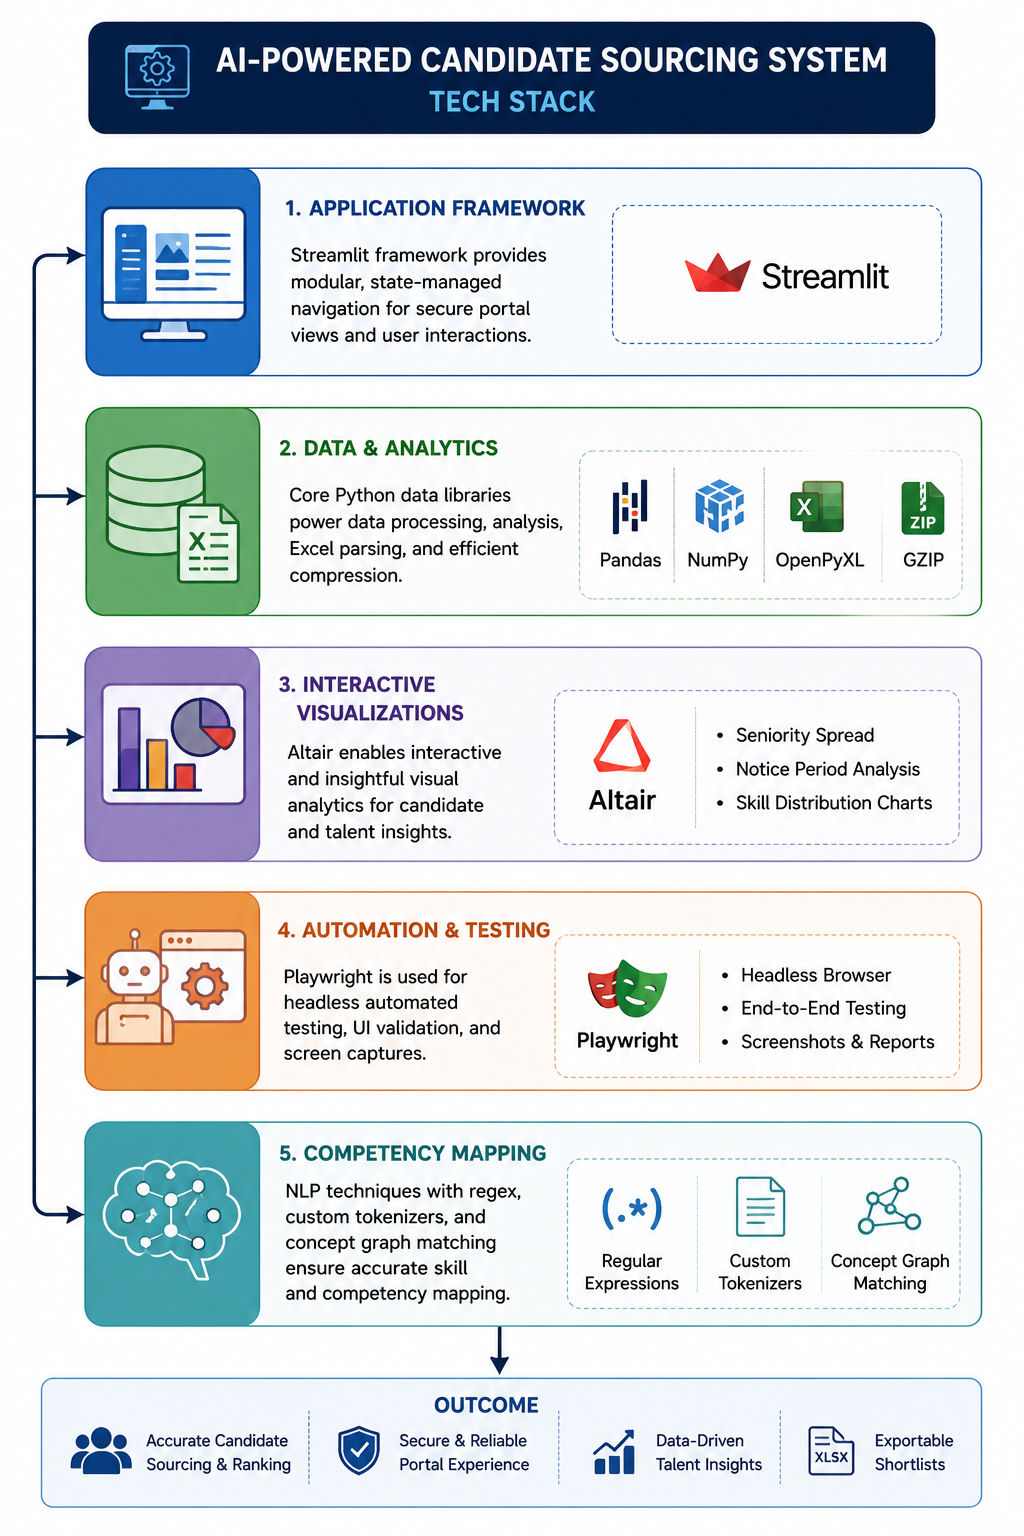 AI-POWERED CANDIDATE SOURCING SYSTEM
TECH STACK
1. APPLICATION FRAMEWORK
Streamlit framework provides
modular, state-managed
navigation for secure portal
views and user interactions.
Streamlit
2. DATA & ANALYTICS
Core Python data libraries
power data processing, analysis,
Excel parsing, and efficient
compression.
X
X
ZIP
Pandas
NumPy
OpenPyXL
GZIP
3. INTERACTIVE
VISUALIZATIONS
Altair enables interactive
and insightful visual
analytics for candidate
and talent insights.
Altair
• Seniority Spread
• Notice Period Analysis
• Skill Distribution Charts
4. AUTOMATION & TESTING
Playwright is used for
headless automated
testing, UI validation, and
screen captures.
Playwright
• Headless Browser
• End-to-End Testing
• Screenshots & Reports
5. COMPETENCY MAPPING
NLP techniques with regex,
custom tokenizers, and
concept graph matching
ensure accurate skill
and competency mapping.
(.*)
Regular
Expressions
Custom
Tokenizers
Concept Graph
Matching
OUTCOME
Accurate Candidate
Sourcing & Ranking
Secure & Reliable
Portal Experience
Data-Driven
Talent Insights
XLSX
Exportable
Shortlists